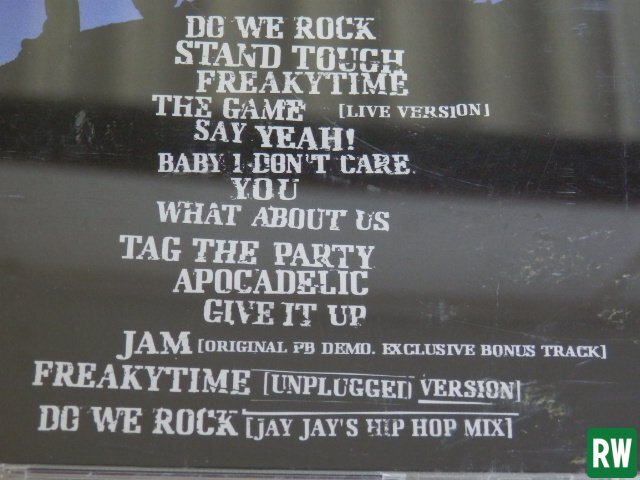 DO WE ROCK
STAND TOUGH
FREAKYTIME
THE GAME [LIVE VERSION]
SAY YEAH!
BABY I DON'T CARE
YOU
WHAT ABOUT US
TAG THE PARTY
APOCADELIC
GIVE IT UP
JAM [ORIGINAL PB DEMO. EXCLUSIVE BONUS TRACK]
FREAKYTIME [UNPLUGGED VERSION]
DO WE ROCK [JAY JAY'S HIP HOP MIX]
RW